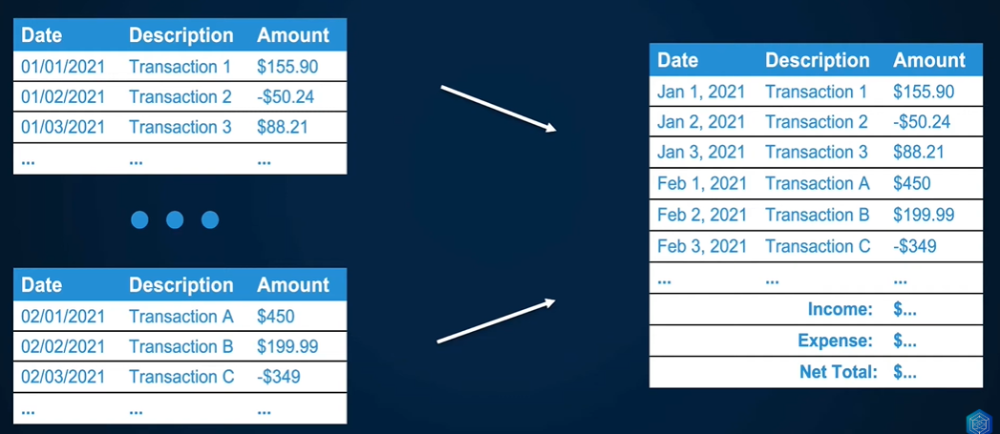 Date Description Amount
01/01/2021 Transaction 1 $155.90
01/02/2021 Transaction 2 -$50.24
01/03/2021 Transaction 3 $88.21
... ... ...
Date Description Amount
02/01/2021 Transaction A $450
02/02/2021 Transaction B $199.99
02/03/2021 Transaction C -$349
... ... ...
Date Description Amount
Jan 1, 2021 Transaction 1 $155.90
Jan 2, 2021 Transaction 2 -$50.24
Jan 3, 2021 Transaction 3 $88.21
Feb 1, 2021 Transaction A $450
Feb 2, 2021 Transaction B $199.99
Feb 3, 2021 Transaction C -$349
... ... ...
Income: $...
Expense: $...
Net Total: $...